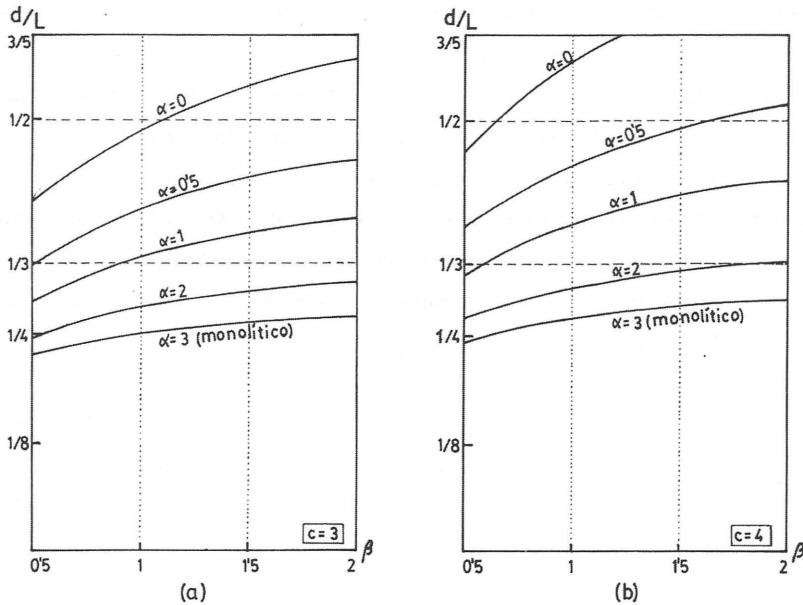 d/L
3/5
1/2
1/3
1/4
1/8
α=0
α=0'5
α=1
α=2
α=3 (monolítico)
c=3
0'5
1
1'5
2
β
(a)
d/L
3/5
1/2
1/3
1/4
1/8
α=0
α=0'5
α=1
α=2
α=3 (monolítico)
c=4
0'5
1
1'5
2
β
(b)